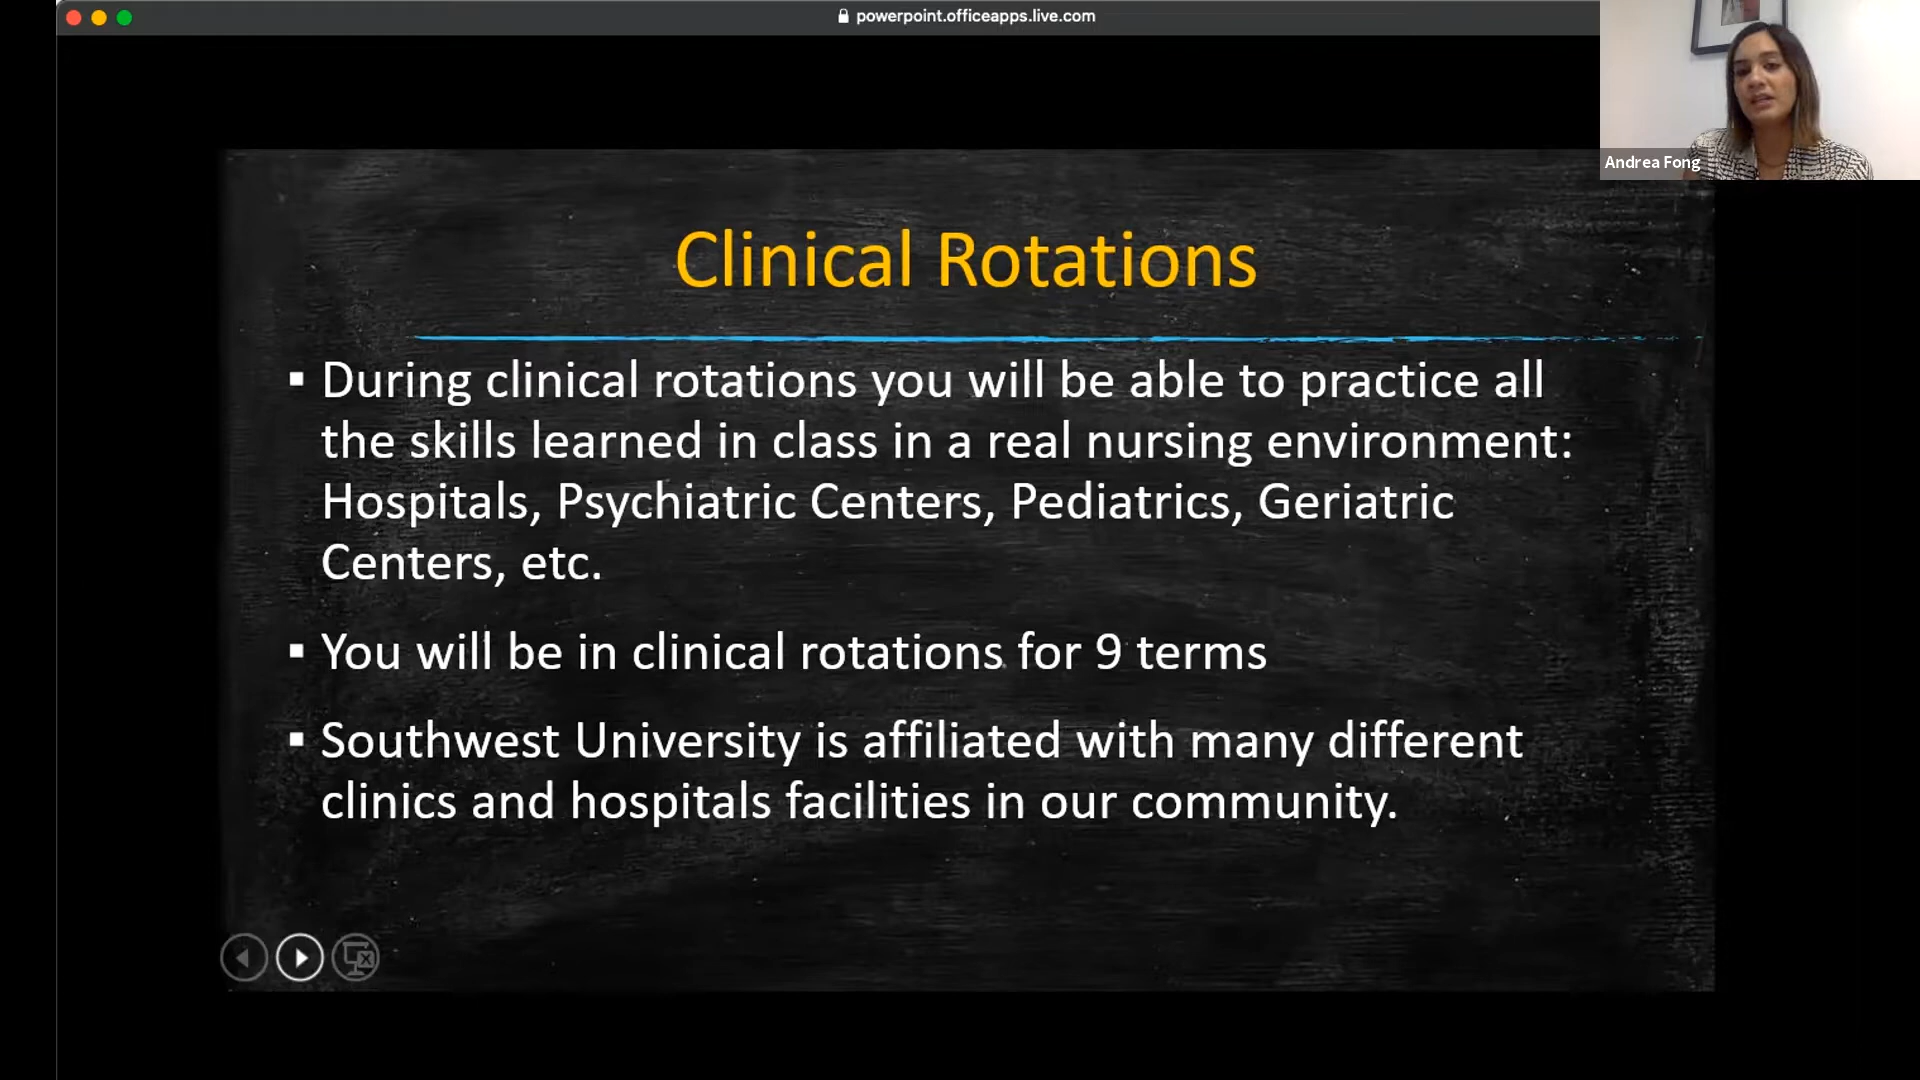 powerpoint.officeapps.live.com
Andrea Fong
Clinical Rotations
▪ During clinical rotations you will be able to practice all
the skills learned in class in a real nursing environment:
Hospitals, Psychiatric Centers, Pediatrics, Geriatric
Centers, etc.
▪ You will be in clinical rotations for 9 terms
▪ Southwest University is affiliated with many different
clinics and hospitals facilities in our community.